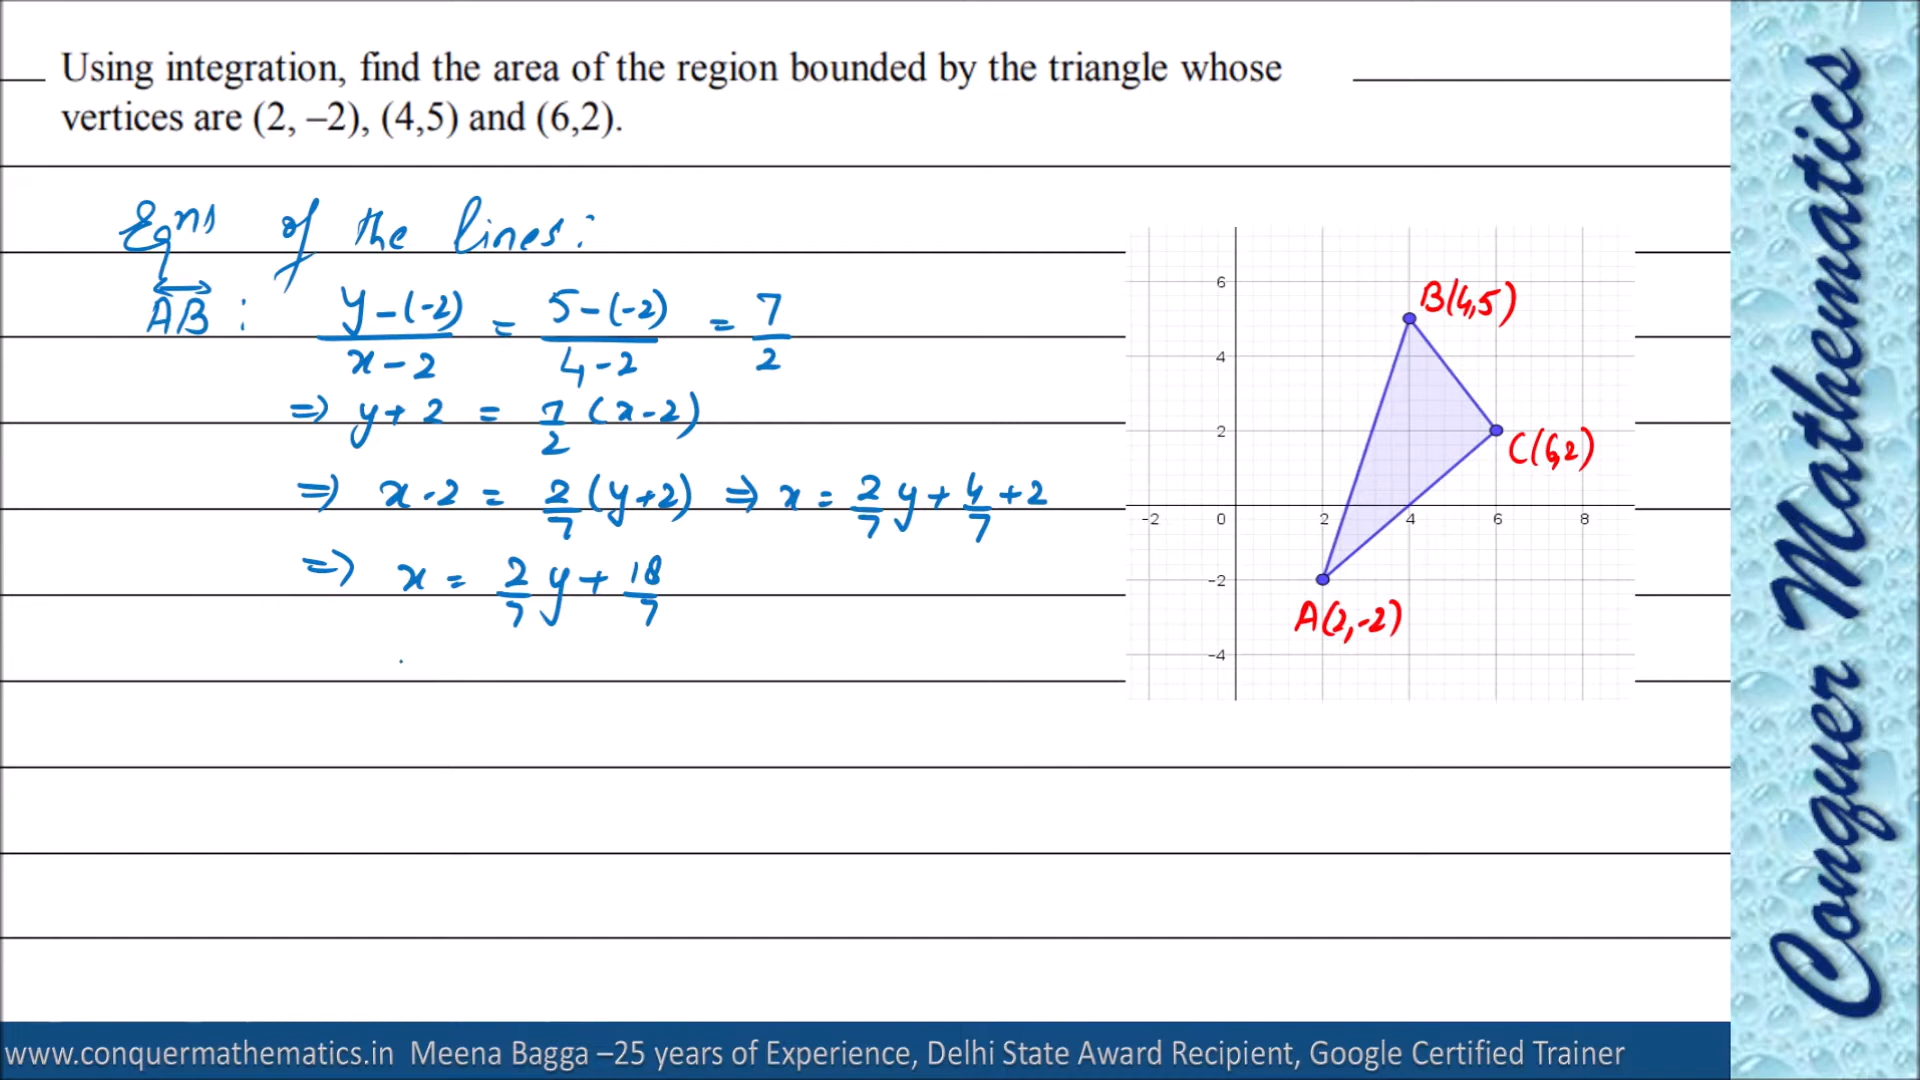 Using integration, find the area of the region bounded by the triangle whose
vertices are (2, –2), (4,5) and (6,2).
Eqns of the lines:
AB : y-(-2)/x-2 = 5-(-2)/4-2 = 7/2
=> y+2 = 7/2 (x-2)
=> x-2 = 2/7 (y+2) => x = 2/7 y + 4/7 + 2
=> x = 2/7 y + 18/7
6
B(4,5)
4
2
C(6,2)
-2 0 2 4 6 8
-2
A(2,-2)
-4
Conquer Mathematics
www.conquermathematics.in Meena Bagga –25 years of Experience, Delhi State Award Recipient, Google Certified Trainer